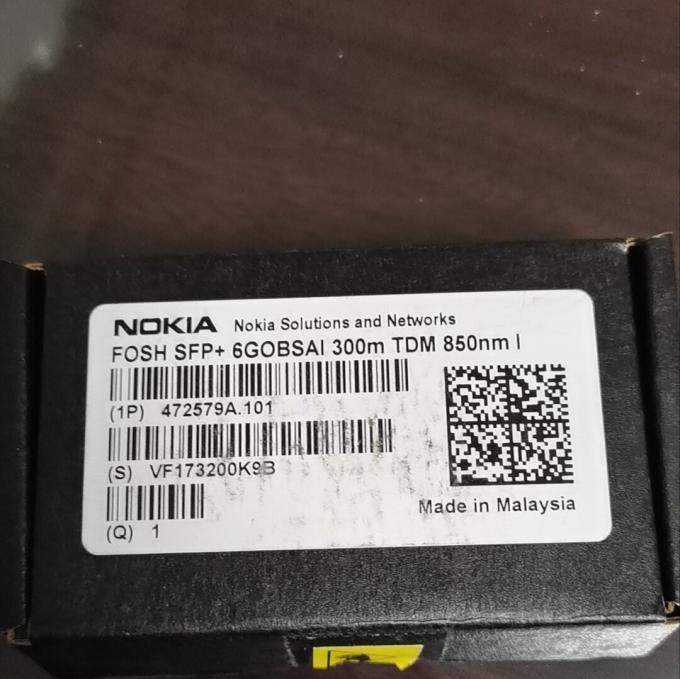 NOKIA Nokia Solutions and Networks
FOSH SFP+ 6GOBSAI 300m TDM 850nm I
(1P) 472579A.101
(S) VF173200K9B
Made in Malaysia
(Q) 1